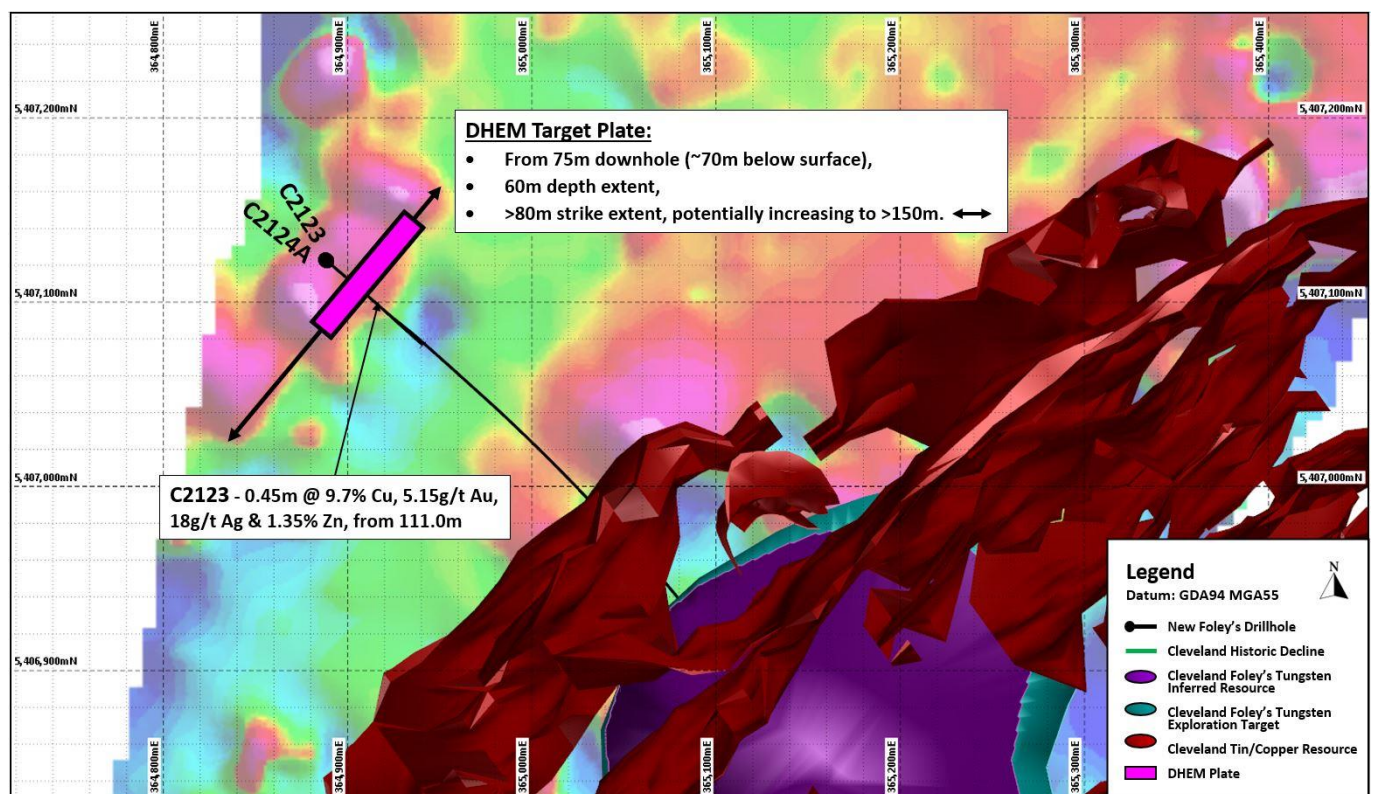 364,800mE
364,900mE
365,000mE
365,100mE
365,200mE
365,300mE
365,400mE
5,407,200mN
5,407,200mN
DHEM Target Plate:
• From 75m downhole (~70m below surface),
• 60m depth extent,
• >80m strike extent, potentially increasing to >150m.
C2123
C2124A
5,407,100mN
5,407,100mN
5,407,000mN
5,407,000mN
C2123 - 0.45m @ 9.7% Cu, 5.15g/t Au,
18g/t Ag & 1.35% Zn, from 111.0m
5,406,900mN
Legend
Datum: GDA94 MGA55
N
New Foley's Drillhole
Cleveland Historic Decline
Cleveland Foley's Tungsten
Inferred Resource
Cleveland Foley's Tungsten
Exploration Target
Cleveland Tin/Copper Resource
DHEM Plate
364,800mE
364,900mE
365,000mE
365,100mE
365,200mE
365,300mE